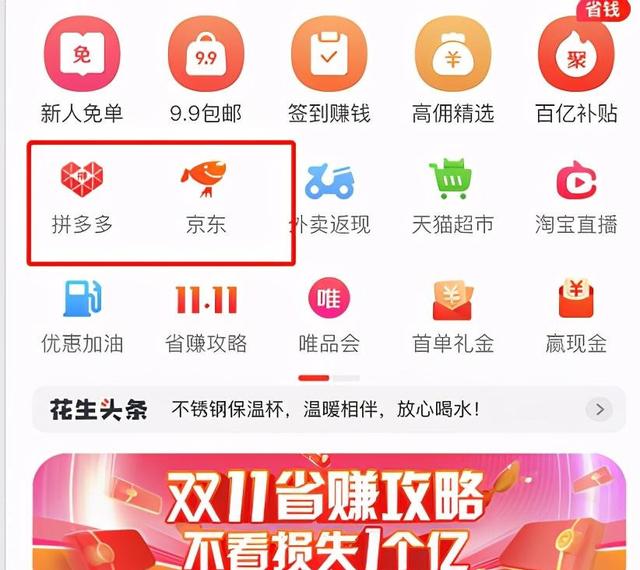 省钱
免 9.9 ¥ 聚
新人免单 9.9包邮 签到赚钱 高佣精选 百亿补贴
拼
拼多多 京东 外卖返现 天猫超市 淘宝直播
11.11 唯 ¥ ¥
优惠加油 省赚攻略 唯品会 首单礼金 赢现金
花生头条 不锈钢保温杯，温暖相伴，放心喝水！
双11省赚攻略
不看损失1个亿